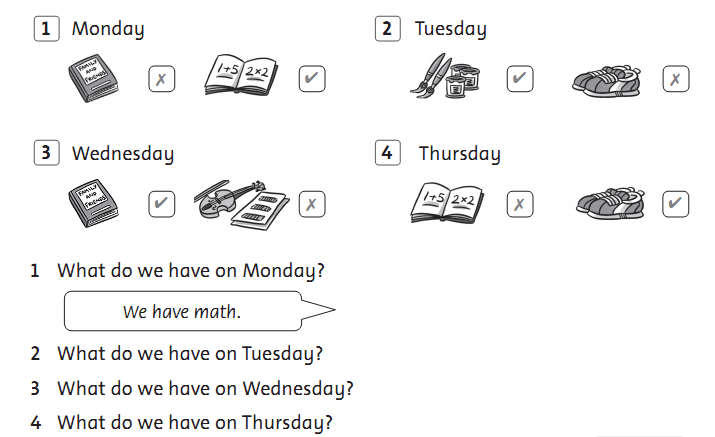 1 Monday
2 Tuesday
FAMILY
AND
FRIENDS
1+5 2×2
3 Wednesday
4 Thursday
FAMILY
AND
FRIENDS
1+5 2×2
1 What do we have on Monday?
We have math.
2 What do we have on Tuesday?
3 What do we have on Wednesday?
4 What do we have on Thursday?